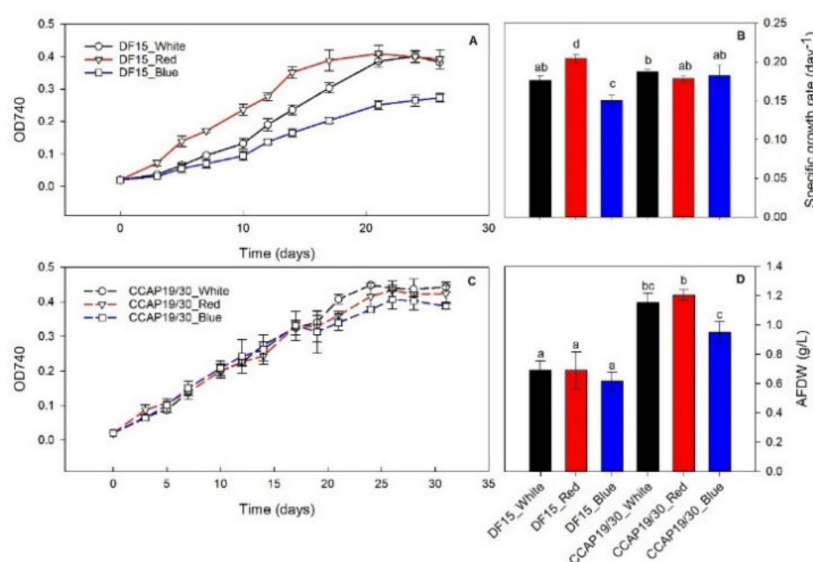 A
DF15_White
DF15_Red
DF15_Blue
OD740
0.5
0.4
0.3
0.2
0.1
0.0
0
10
20
30
Time (days)
B
ab
d
c
b
ab
ab
0.25
0.20
0.15
0.10
0.05
0.00
Specific growth rate (day⁻¹)
C
CCAP19/30_White
CCAP19/30_Red
CCAP19/30_Blue
OD740
0.5
0.4
0.3
0.2
0.1
0.0
0
5
10
15
20
25
30
35
Time (days)
D
a
a
a
bc
b
c
1.4
1.2
1.0
0.8
0.6
0.4
0.2
0.0
AFDW (g/L)
DF15_White
DF15_Red
DF15_Blue
CCAP19/30_White
CCAP19/30_Red
CCAP19/30_Blue